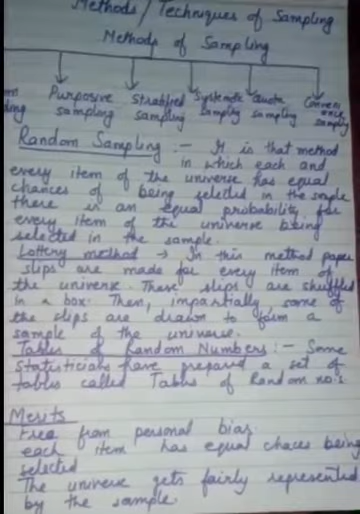 Methods/Techniques of Sampling
Methods of Sampling
Purposive Stratified Systematic Quota Conveni
ance
sampling sampling sampling sampling sampling
Random Sampling :- It is that method
in which each and
every item of the universe has equal
chances of being selected in the sample
there is an equal probability for
every item of the universe being
selected in the sample.
Lottery method → In this method paper
slips are made for every item of
the universe. These slips are shuffled
in a box. Then, impartially, some of
the slips are drawn to form a
sample of the universe.
Tables of Random Numbers :- Some
Statisticians have prepared a set of
tables called Tables of Random no.s
Merits
Free from personal bias.
each item has equal chaces being
selected
The universe gets fairly represented
by the sample.